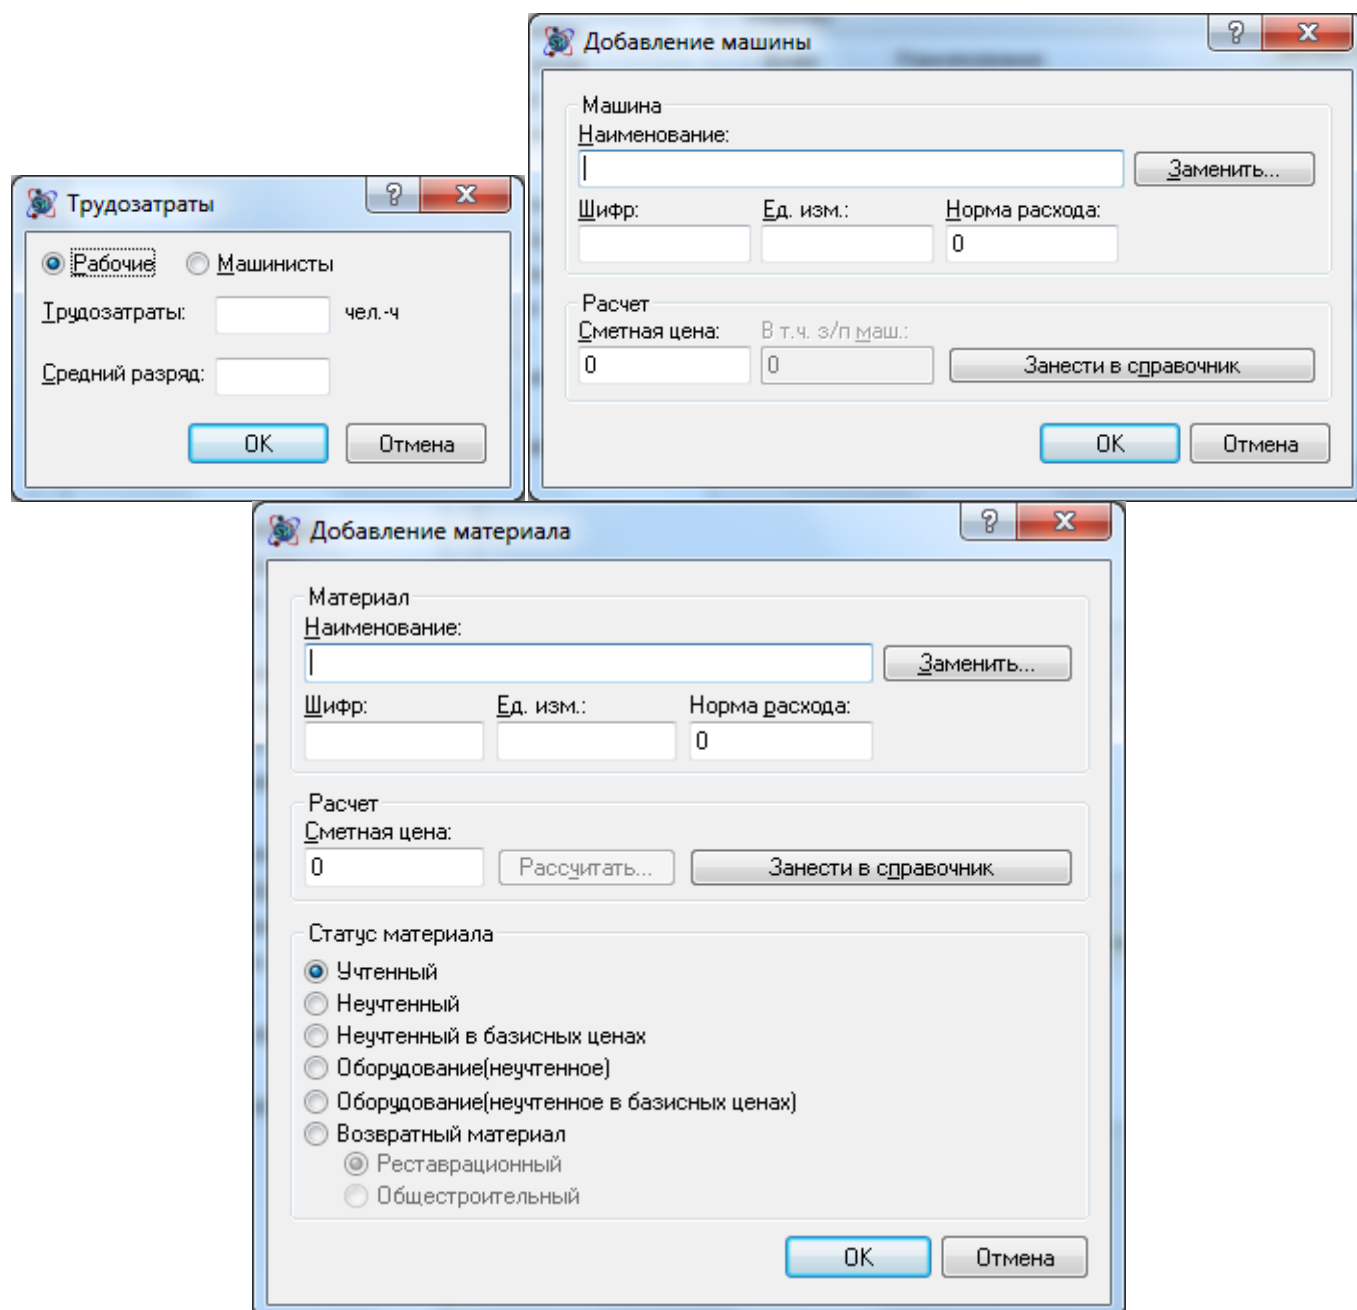 Трудозатраты
Рабочие Машинисты
Трудозатраты: чел.-ч
Средний разряд:
OK Отмена
Добавление машины
Машина
Наименование:
Заменить...
Шифр: Ед. изм.: Норма расхода:
0
Расчет
Сметная цена: В т.ч. з/п маш.:
0 0 Занести в справочник
OK Отмена
Добавление материала
Материал
Наименование:
Заменить...
Шифр: Ед. изм.: Норма расхода:
0
Расчет
Сметная цена:
0 Рассчитать... Занести в справочник
Статус материала
Учтенный
Неучтенный
Неучтенный в базисных ценах
Оборудование(неучтенное)
Оборудование(неучтенное в базисных ценах)
Возвратный материал
Реставрационный
Общестроительный
OK Отмена